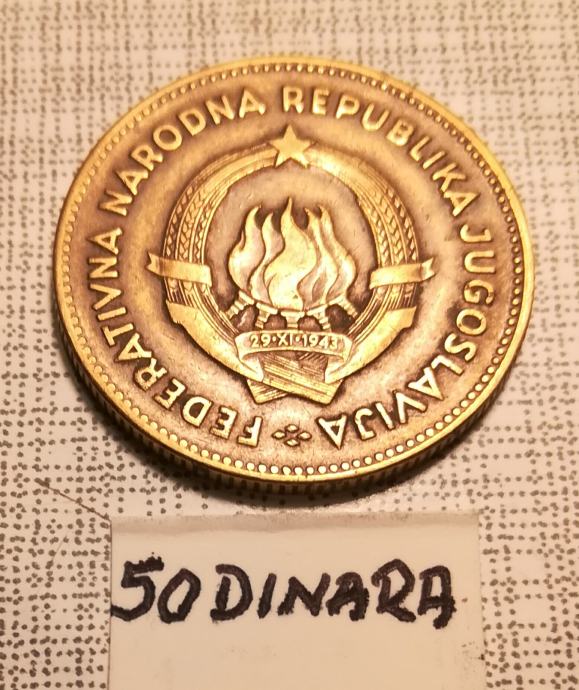 FEDERATIVNA NARODNA REPUBLIKA JUGOSLAVIJA
29•XI•1943
50 DINARA